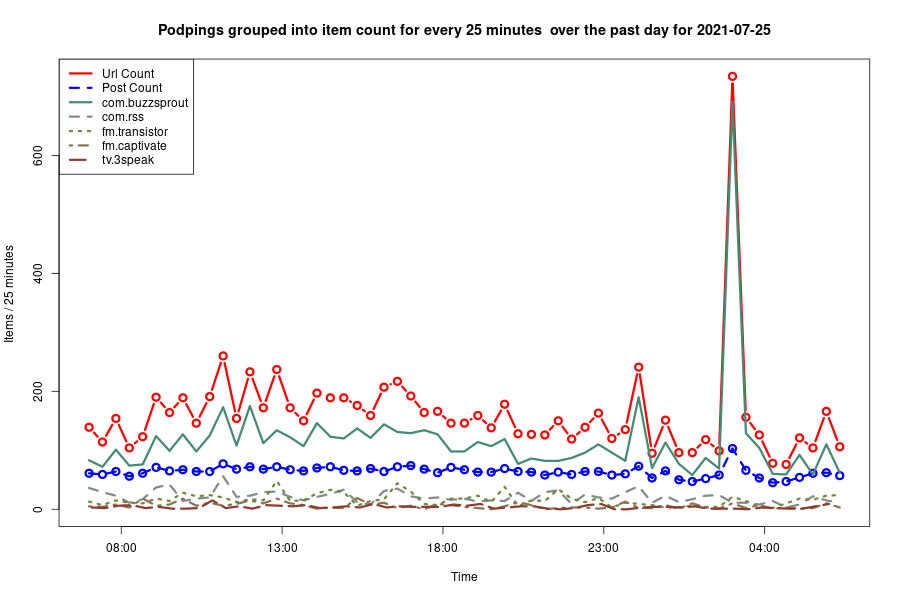 Podpings grouped into item count for every 25 minutes  over the past day for 2021-07-25
Url Count
Post Count
com.buzzsprout
com.rss
fm.transistor
fm.captivate
tv.3speak
Items / 25 minutes
600
400
200
0
08:00
13:00
18:00
23:00
04:00
Time